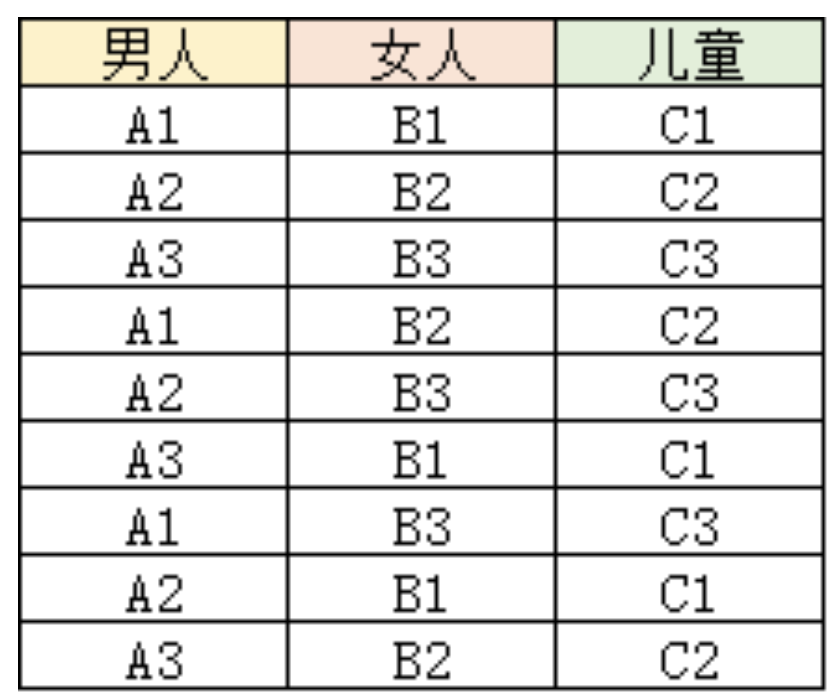 男人 女人 儿童
A1 B1 C1
A2 B2 C2
A3 B3 C3
A1 B2 C2
A2 B3 C3
A3 B1 C1
A1 B3 C3
A2 B1 C1
A3 B2 C2